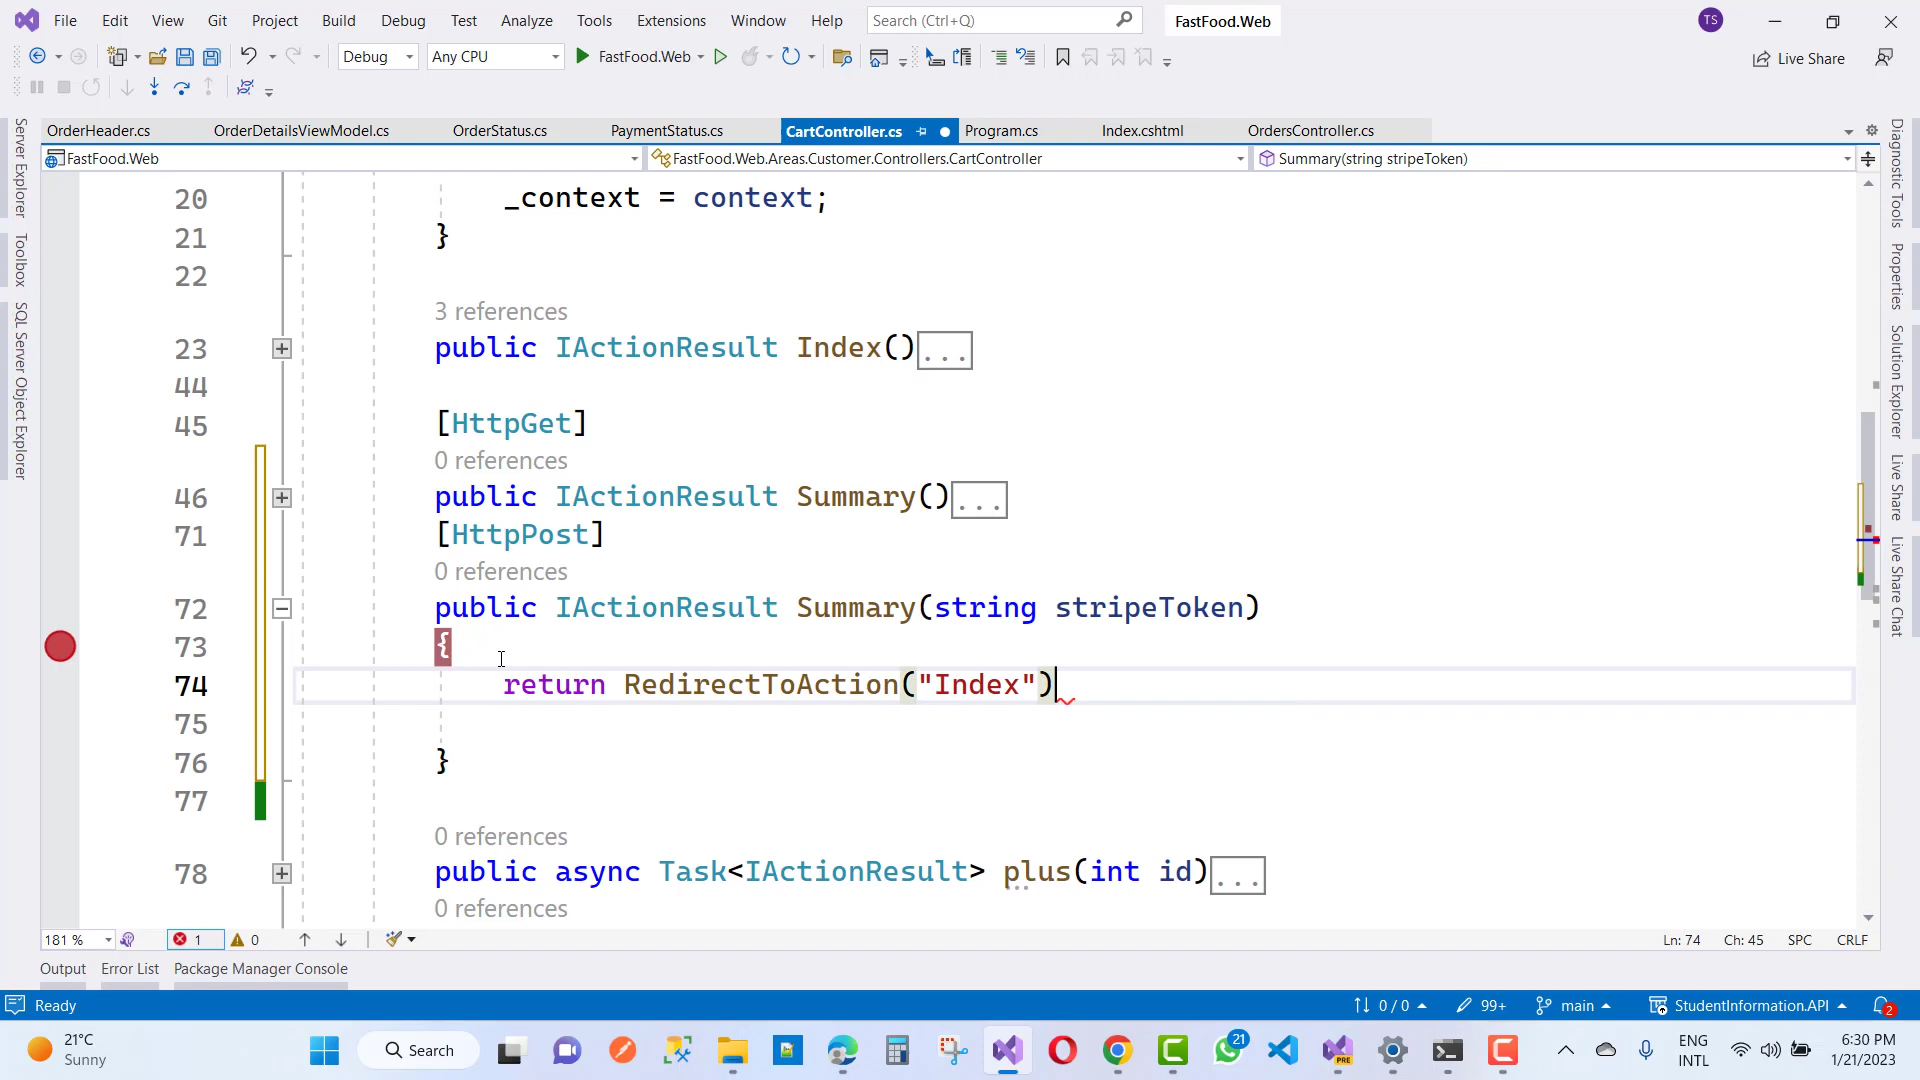 File Edit View Git Project Build Debug Test Analyze Tools Extensions Window Help Search (Ctrl+Q) FastFood.Web TS
Debug Any CPU FastFood.Web Live Share
OrderHeader.cs OrderDetailsViewModel.cs OrderStatus.cs PaymentStatus.cs CartController.cs Program.cs Index.cshtml OrdersController.cs
FastFood.Web FastFood.Web.Areas.Customer.Controllers.CartController Summary(string stripeToken)
Server Explorer
Toolbox
SQL Server Object Explorer
20 _context = context;
21 }
22
3 references
23 public IActionResult Index()...
44
45 [HttpGet]
0 references
46 public IActionResult Summary()...
71 [HttpPost]
0 references
72 public IActionResult Summary(string stripeToken)
73 {
74 return RedirectToAction("Index")
75
76 }
77
0 references
78 public async Task<IActionResult> plus(int id)...
0 references
Diagnostic Tools
Properties
Solution Explorer
Live Share
Live Share Chat
181 % 1 0 Ln: 74 Ch: 45 SPC CRLF
Output Error List Package Manager Console
Ready 0 / 0 99+ main StudentInformation.API 2
21°C
Sunny
Search 21 PRE
ENG
INTL
6:30 PM
1/21/2023